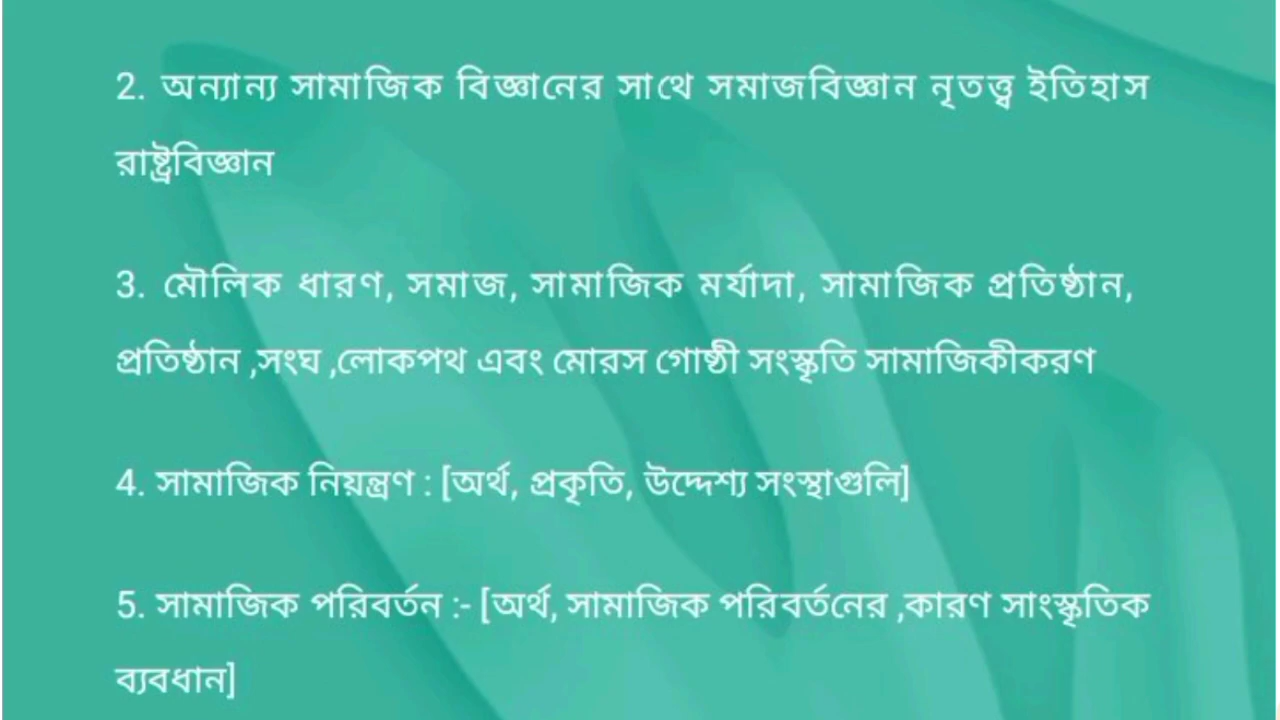 2. অন্যান্য সামাজিক বিজ্ঞানের সাথে সমাজবিজ্ঞান নৃতত্ত্ব ইতিহাস
রাষ্ট্রবিজ্ঞান
3. মৌলিক ধারণ, সমাজ, সামাজিক মর্যাদা, সামাজিক প্রতিষ্ঠান,
প্রতিষ্ঠান ,সংঘ ,লোকপথ এবং মোরস গোষ্ঠী সংস্কৃতি সামাজিকীকরণ
4. সামাজিক নিয়ন্ত্রণ : [অর্থ, প্রকৃতি, উদ্দেশ্য সংস্থাগুলি]
5. সামাজিক পরিবর্তন :- [অর্থ, সামাজিক পরিবর্তনের ,কারণ সাংস্কৃতিক
ব্যবধান]